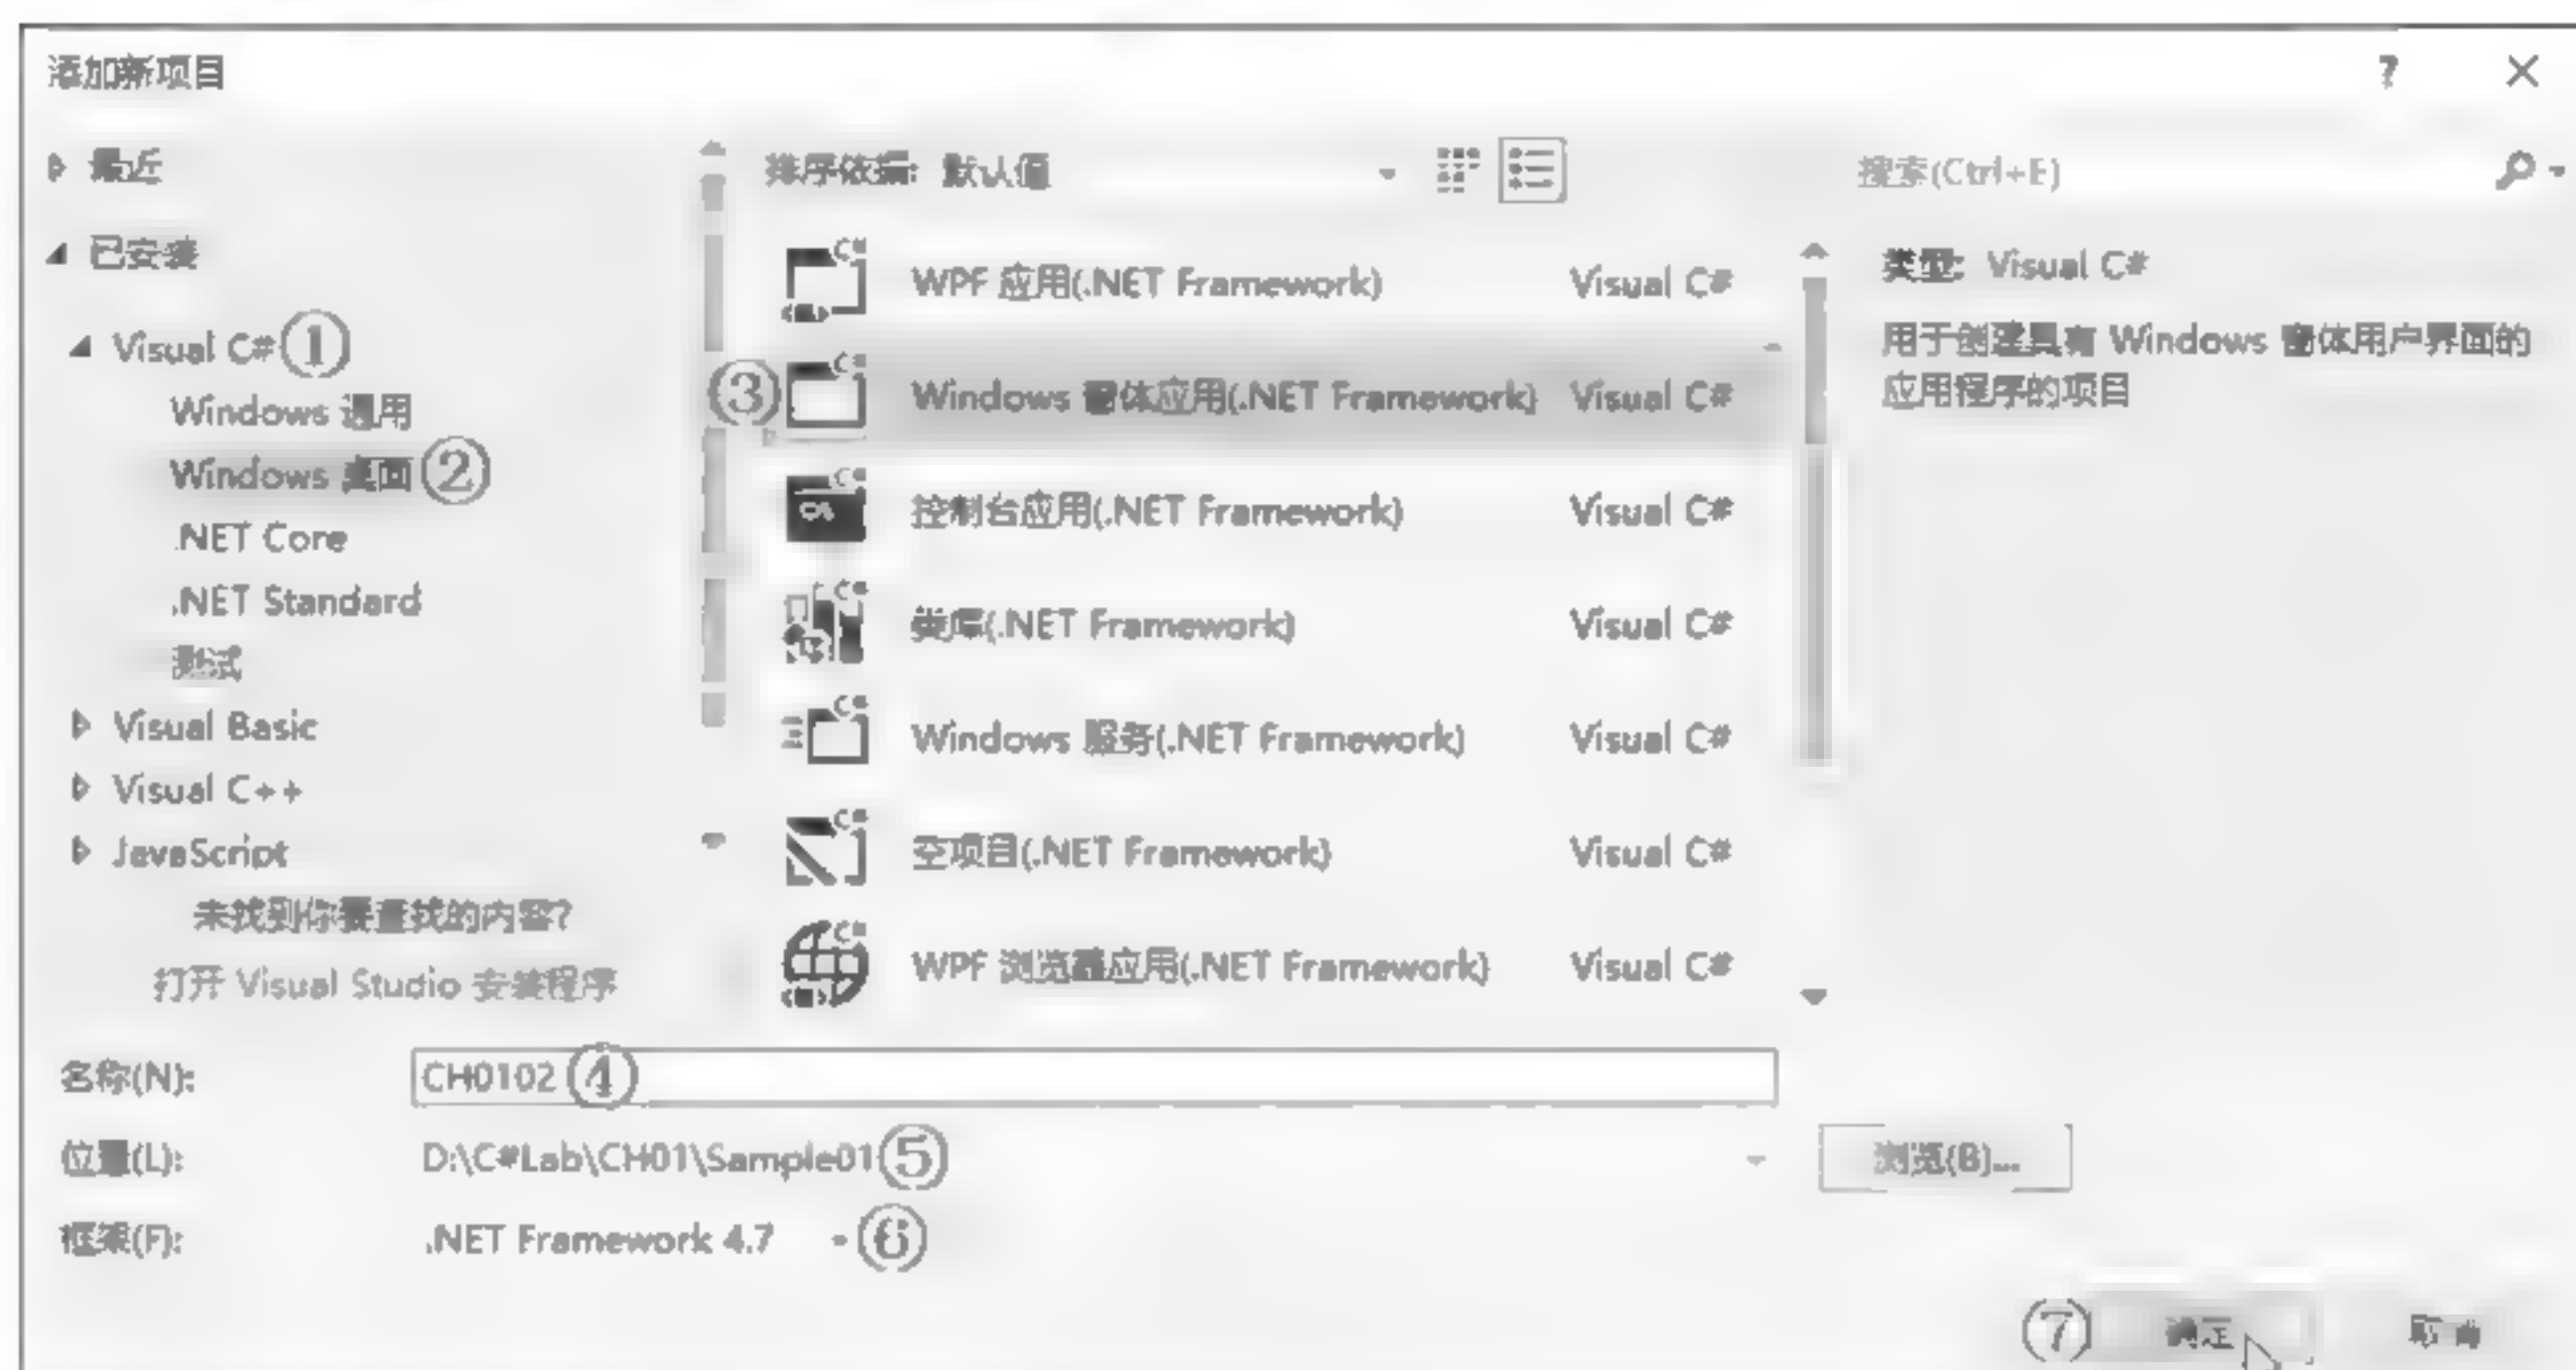 添加新项目
?
最近
已安装
Visual C# ①
Windows 通用
Windows 桌面 ②
.NET Core
.NET Standard
测试
Visual Basic
Visual C++
JavaScript
未找到你要查找的内容?
打开 Visual Studio 安装程序
排序依据: 默认值
WPF 应用(.NET Framework) Visual C#
③ Windows 窗体应用(.NET Framework) Visual C#
控制台应用(.NET Framework) Visual C#
类库(.NET Framework) Visual C#
Windows 服务(.NET Framework) Visual C#
空项目(.NET Framework) Visual C#
WPF 浏览器应用(.NET Framework) Visual C#
搜索(Ctrl+E)
类型: Visual C#
用于创建具有 Windows 窗体用户界面的
应用程序的项目
名称(N): CH0102 ④
位置(L): D:\C#Lab\CH01\Sample01 ⑤
浏览(B)...
框架(F): .NET Framework 4.7 ⑥
⑦ 确定
取消